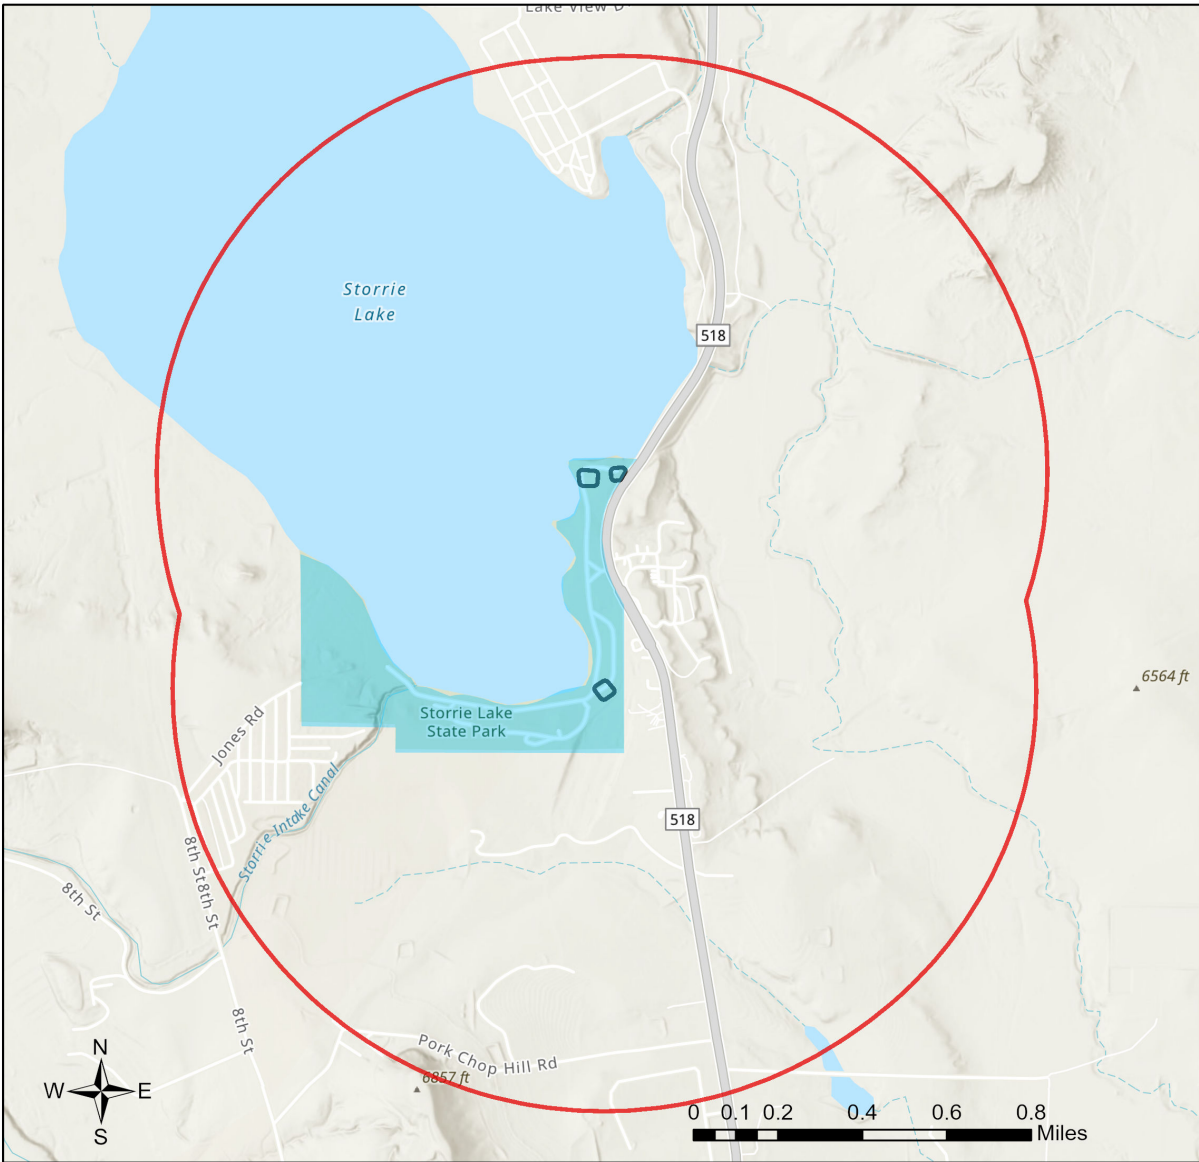 Lake View D
Storrie
Lake
518
6564 ft
Storrie Lake
State Park
Jones Rd
518
Storrie Intake Canal
8th St8th St
8th St
8th St
Pork Chop Hill Rd
6857 ft
N
W
E
S
0 0.1 0.2 0.4 0.6 0.8
Miles